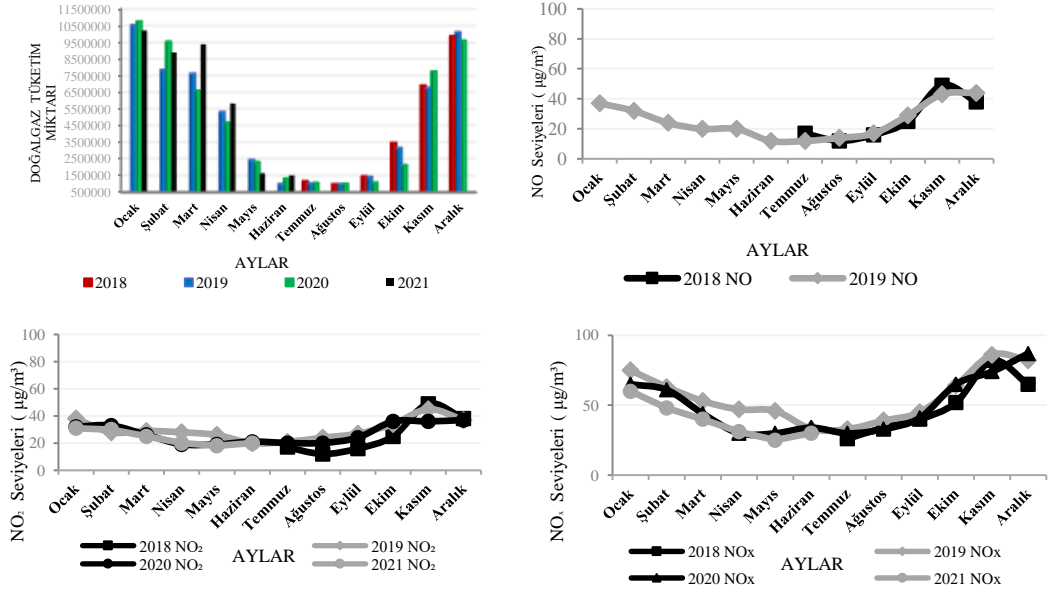 DOĞALGAZ TÜKETİM
MİKTARI
11500000
10500000
9500000
8500000
7500000
6500000
5500000
4500000
3500000
2500000
1500000
500000
Ocak
Şubat
Mart
Nisan
Mayıs
Haziran
Temmuz
Ağustos
Eylül
Ekim
Kasım
Aralık
AYLAR
2018 2019 2020 2021
NO Seviyeleri ( µg/m³)
100
80
60
40
20
0
Ocak
Şubat
Mart
Nisan
Mayıs
Haziran
Temmuz
Ağustos
Eylül
Ekim
Kasım
Aralık
AYLAR
2018 NO 2019 NO
NO₂ Seviyeleri ( µg/m³)
100
80
60
40
20
0
Ocak
Şubat
Mart
Nisan
Mayıs
Haziran
Temmuz
Ağustos
Eylül
Ekim
Kasım
Aralık
AYLAR
2018 NO₂ 2019 NO₂
2020 NO₂ 2021 NO₂
NOₓ Seviyeleri ( µg/m³)
100
50
0
Ocak
Şubat
Mart
Nisan
Mayıs
Haziran
Temmuz
Ağustos
Eylül
Ekim
Kasım
Aralık
AYLAR
2018 NOx 2019 NOx
2020 NOx 2021 NOx